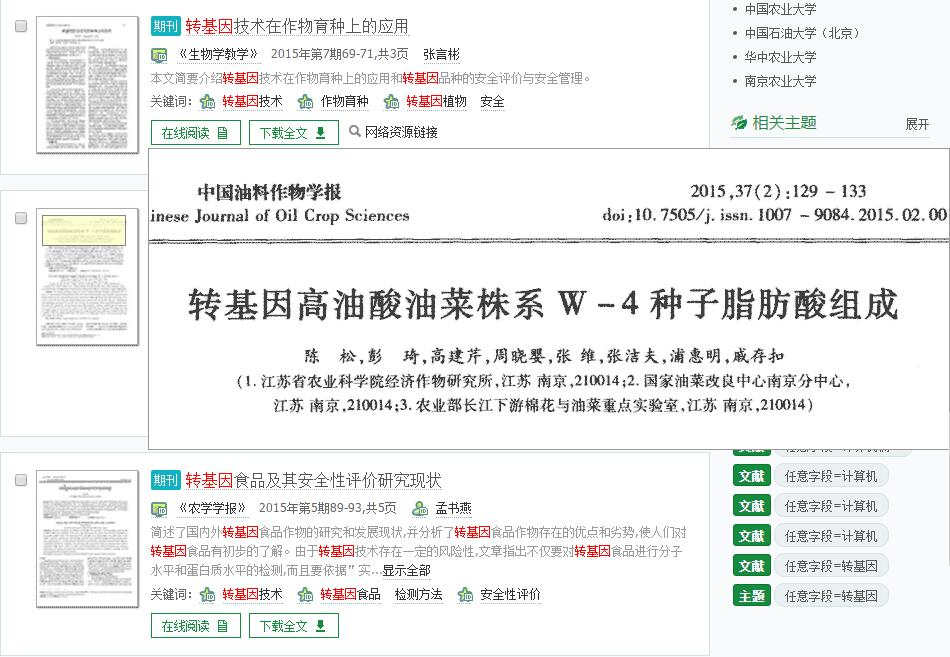 期刊 转基因技术在作物育种上的应用
《生物学教学》 2015年第7期69-71,共3页 张言彬
本文简要介绍转基因技术在作物育种上的应用和转基因品种的安全评价与安全管理。
关键词: 转基因技术 作物育种 转基因植物 安全
在线阅读 下载全文 网络资源链接
中国油料作物学报 2015,37(2):129-133
inese Journal of Oil Crop Sciences doi:10.7505/j.issn.1007-9084.2015.02.00
转基因高油酸油菜株系W-4种子脂肪酸组成
陈 松,彭 琦,高建芹,周晓婴,张 维,张洁夫,浦惠明,戚存扣
(1.江苏省农业科学院经济作物研究所,江苏 南京,210014;2.国家油菜改良中心南京分中心,
江苏 南京,210014;3.农业部长江下游棉花与油菜重点实验室,江苏 南京,210014)
期刊 转基因食品及其安全性评价研究现状
《农学学报》 2015年第5期89-93,共5页 孟书燕
简述了国内外转基因食品作物的研究和发展现状,并分析了转基因食品作物存在的优点和劣势,使人们对
转基因食品有初步的了解。由于转基因技术存在一定的风险性,文章指出不仅要对转基因食品进行分子
水平和蛋白质水平的检测,而且要依据”实...显示全部
关键词: 转基因技术 转基因食品 检测方法 安全性评价
在线阅读 下载全文
• 中国农业大学
• 中国石油大学（北京）
• 华中农业大学
• 南京农业大学
相关主题 展开
文献 任意字段=计算机
文献 任意字段=计算机
文献 任意字段=计算机
文献 任意字段=转基因
主题 任意字段=转基因